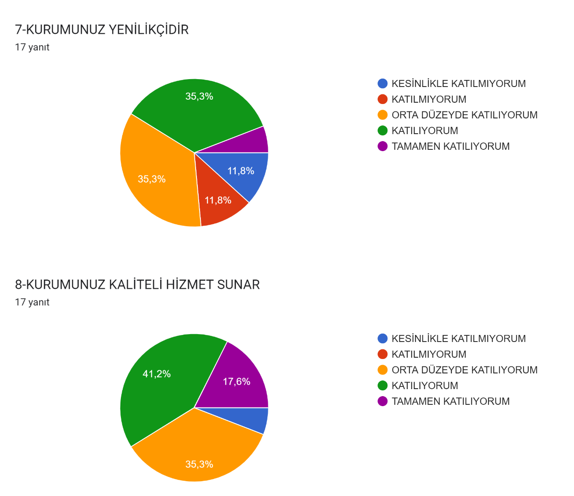 7-KURUMUNUZ YENİLİKÇİDİR
17 yanıt
35,3%
35,3%
11,8%
11,8%
KESİNLİKLE KATILMIYORUM
KATILMIYORUM
ORTA DÜZEYDE KATILIYORUM
KATILIYORUM
TAMAMEN KATILIYORUM
8-KURUMUNUZ KALİTELİ HİZMET SUNAR
17 yanıt
41,2%
17,6%
35,3%
KESİNLİKLE KATILMIYORUM
KATILMIYORUM
ORTA DÜZEYDE KATILIYORUM
KATILIYORUM
TAMAMEN KATILIYORUM